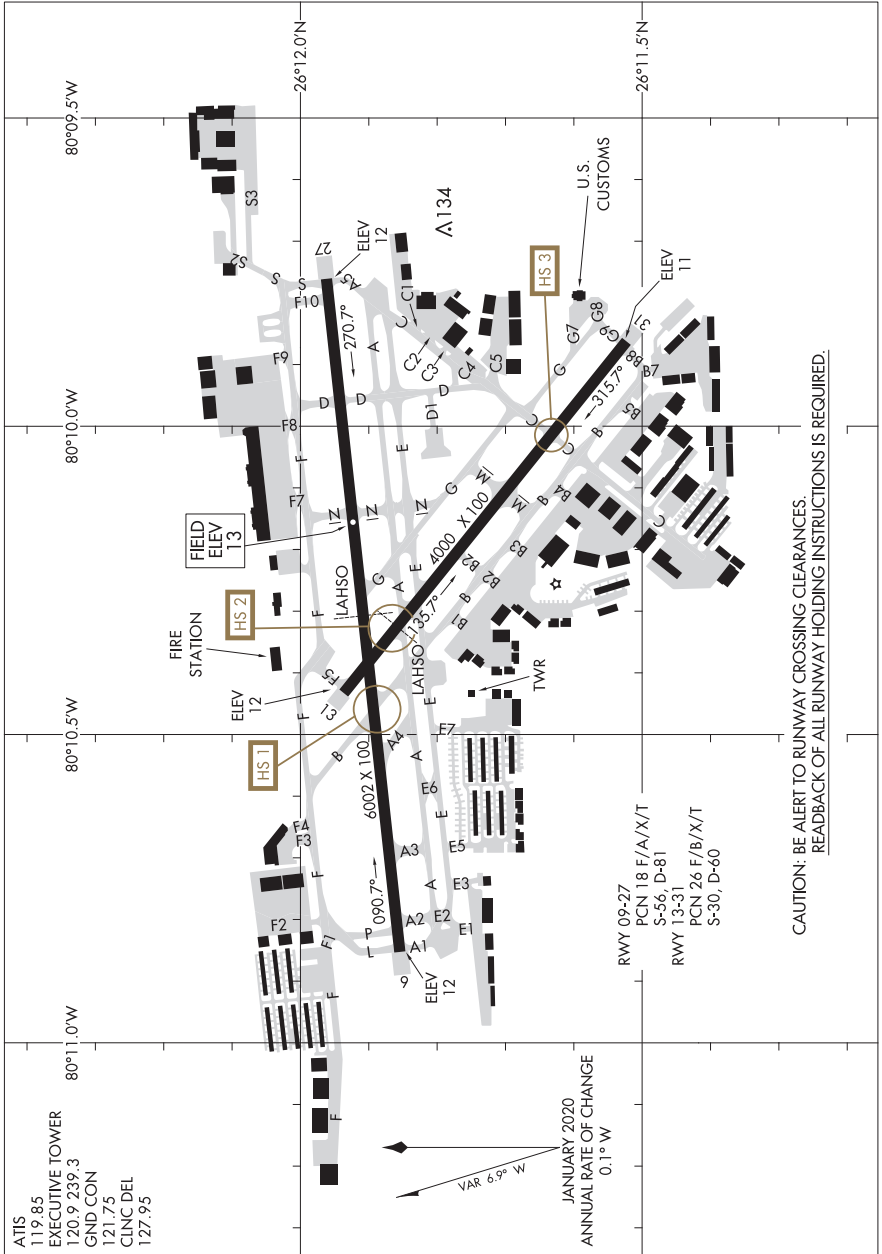 ATIS
119.85
EXECUTIVE TOWER
120.9 239.3
GND CON
121.75
CLNC DEL
127.95
80°11.0'W
80°10.5'W
80°10.0'W
80°09.5'W
26°12.0'N
26°11.5'N
JANUARY 2020
ANNUAL RATE OF CHANGE
0.1° W
VAR 6.9° W
F
F
F1
F2
F
F3
F4
B
F
F5
F
F7
F
F8
F9
F10
S
S
S2
S3
FIRE
STATION
HS 1
HS 2
HS 3
FIELD
ELEV
13
ELEV
12
ELEV
12
ELEV
12
ELEV
11
9
27
13
31
090.7°
6002 X 100
270.7°
135.7°
4000 X 100
315.7°
LAHSO
LAHSO
L
P
A1
A2
A
A3
A
A4
A
A
A5
E1
E2
E3
E
E5
E6
E7
E
E
E
N
N
N
D
D
D
D1
G
G
G
G7
G8
G9
M
M
C
C1
C2
C3
C4
C5
C
C
C
B1
B
B2
B2
B3
B
B4
B
B5
B7
B8
134
U.S.
CUSTOMS
TWR
RWY 09-27
PCN 18 F/A/X/T
S-56, D-81
RWY 13-31
PCN 26 F/B/X/T
S-30, D-60
CAUTION: BE ALERT TO RUNWAY CROSSING CLEARANCES.
READBACK OF ALL RUNWAY HOLDING INSTRUCTIONS IS REQUIRED.